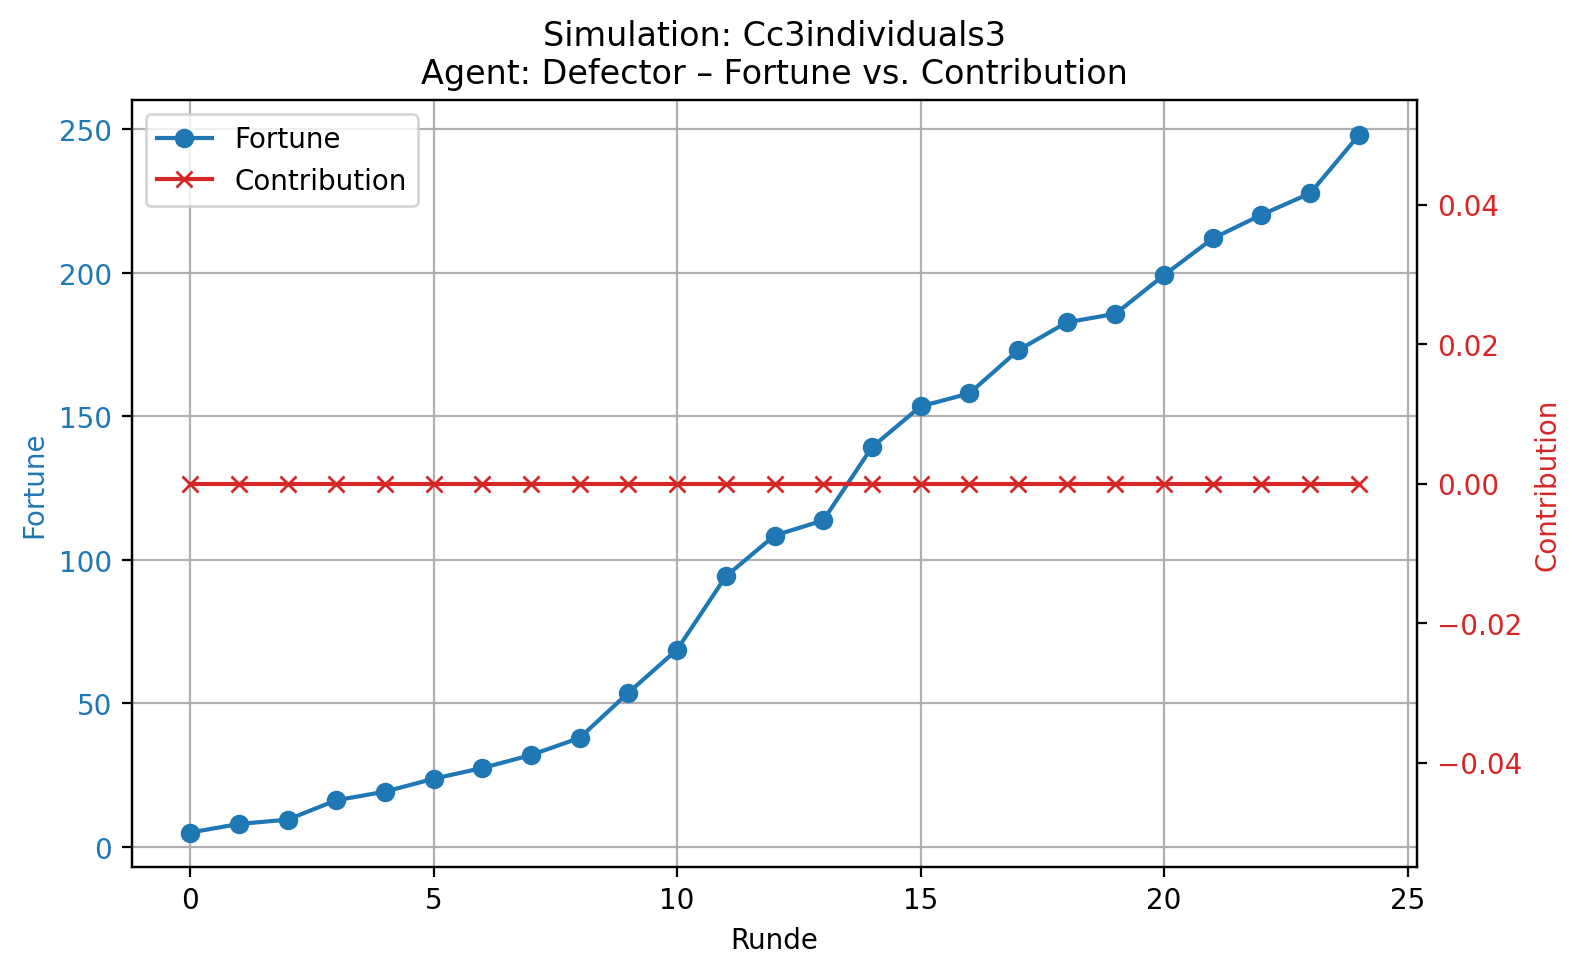 Simulation: Cc3individuals3
Agent: Defector – Fortune vs. Contribution
Fortune
Contribution
250
200
150
100
50
0
Fortune
0.04
0.02
0.00
−0.02
−0.04
Contribution
0 5 10 15 20 25
Runde